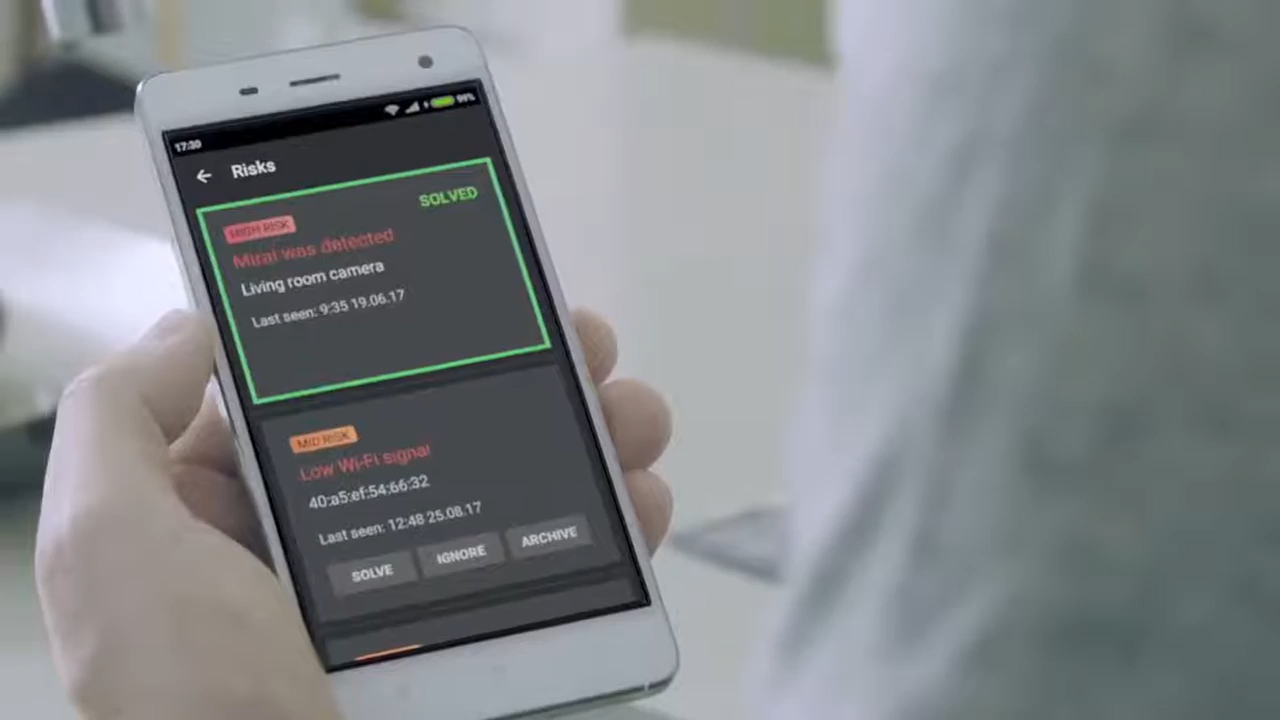 17:30
99%
Risks
SOLVED
HIGH RISK
Mirai was detected
Living room camera
Last seen: 9:35 19.06.17
MID RISK
Low Wi-Fi signal
40:a5:ef:54:66:32
Last seen: 12:48 25.08.17
SOLVE IGNORE ARCHIVE